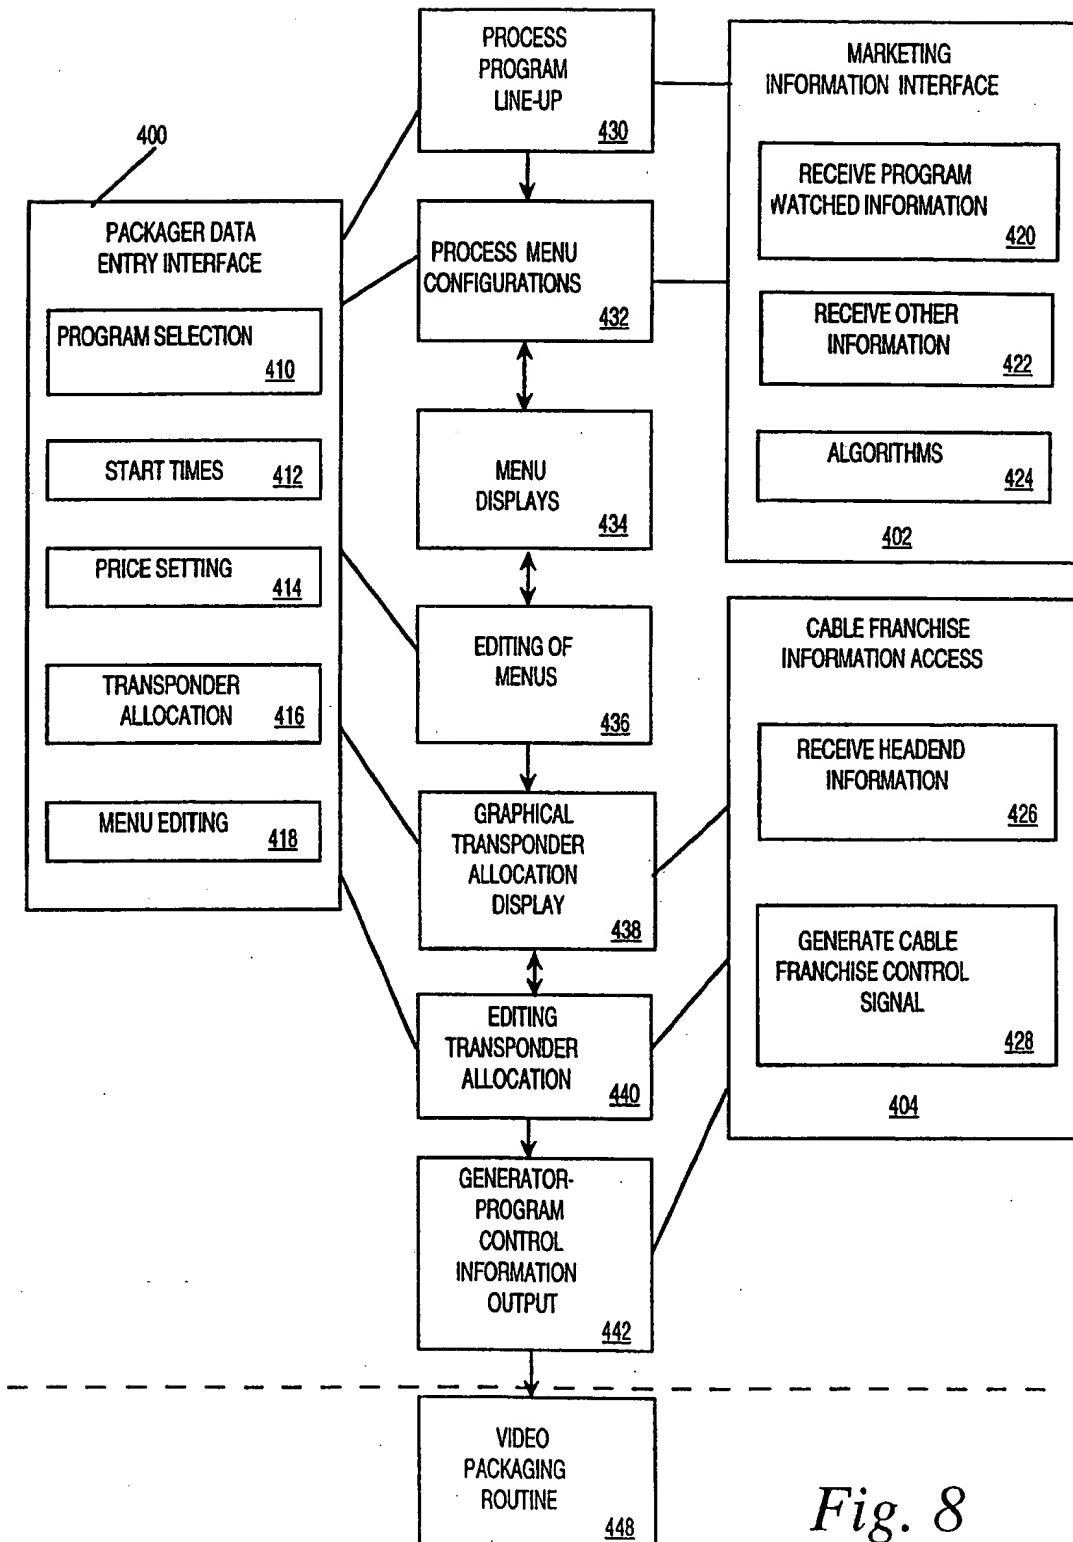 PROCESS
PROGRAM
LINE-UP
430
MARKETING
INFORMATION INTERFACE
RECEIVE PROGRAM
WATCHED INFORMATION
420
RECEIVE OTHER
INFORMATION
422
ALGORITHMS
424
402
400
PACKAGER DATA
ENTRY INTERFACE
PROGRAM SELECTION
410
START TIMES
412
PRICE SETTING
414
TRANSPONDER
ALLOCATION
416
MENU EDITING
418
PROCESS MENU
CONFIGURATIONS
432
MENU
DISPLAYS
434
EDITING OF
MENUS
436
GRAPHICAL
TRANSPONDER
ALLOCATION
DISPLAY
438
EDITING
TRANSPONDER
ALLOCATION
440
GENERATOR-
PROGRAM
CONTROL
INFORMATION
OUTPUT
442
CABLE FRANCHISE
INFORMATION ACCESS
RECEIVE HEADEND
INFORMATION
426
GENERATE CABLE
FRANCHISE CONTROL
SIGNAL
428
404
VIDEO
PACKAGING
ROUTINE
448
Fig. 8